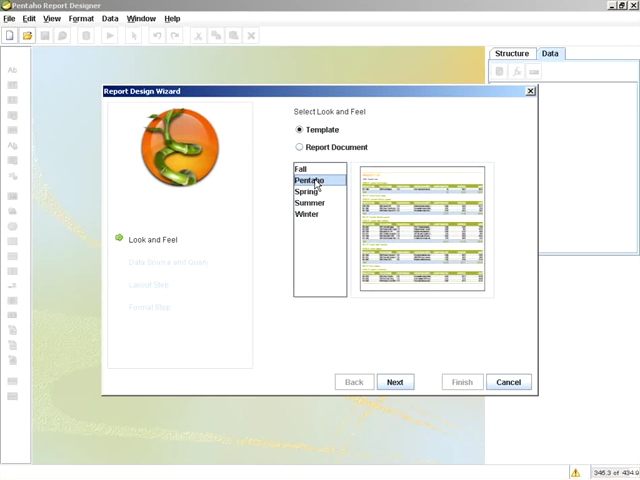 Pentaho Report Designer
File Edit View Format Data Window Help
Structure Data
Report Design Wizard
Select Look and Feel
Template
Report Document
Fall
Pentaho
Spring
Summer
Winter
Look and Feel
Data Source and Query
Layout Step
Format Step
Back Next Finish Cancel